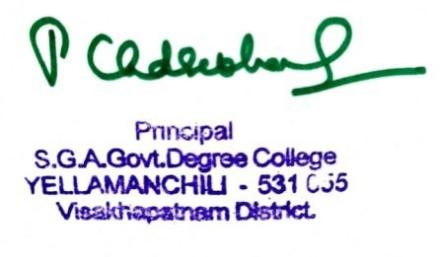 P
Principal
S.G.A.Govt.Degree College
YELLAMANCHILI - 531 055
Visakhapatnam District.